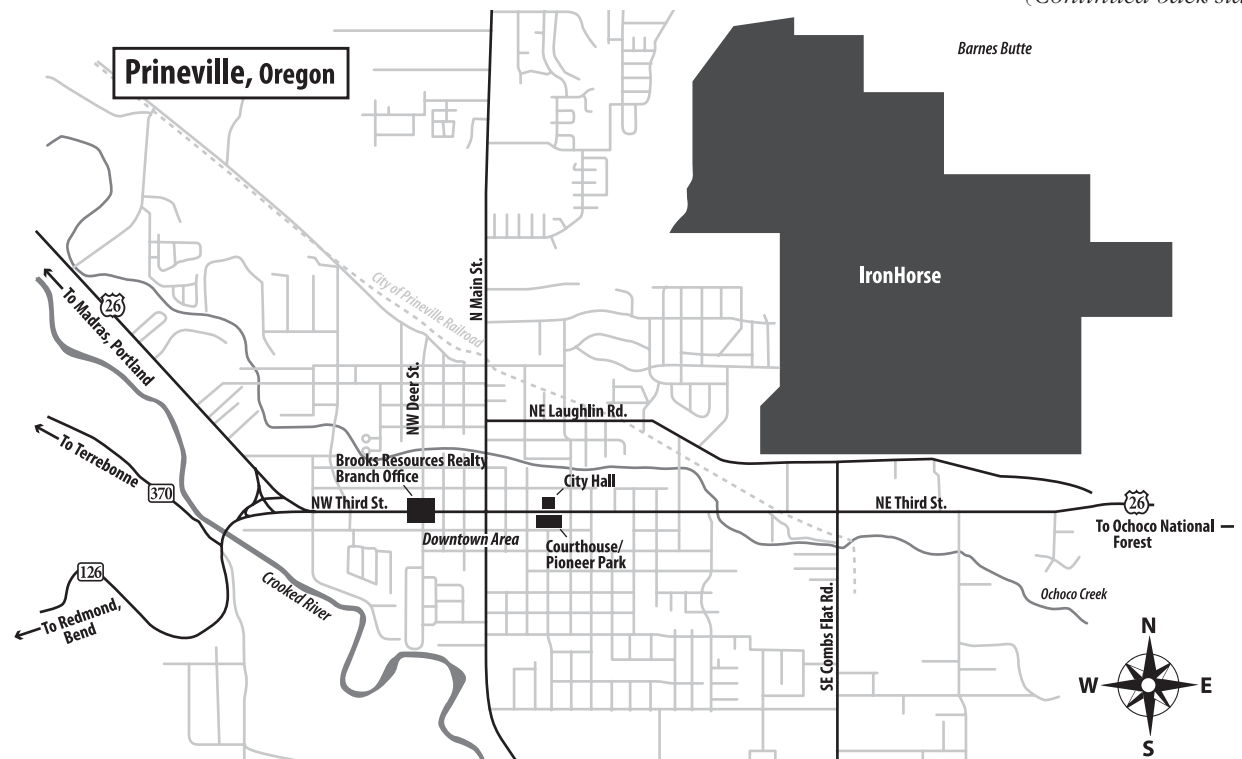 (Continued back
Barnes Butte
Prineville, Oregon
IronHorse
N Main St.
City of Prineville Railroad
26
To Madras, Portland
NW Deer St.
NE Laughlin Rd.
To Terrebonne
370
Brooks Resources Realty
Branch Office
City Hall
NW Third St.
NE Third St.
26
Downtown Area
Courthouse/
Pioneer Park
To Ochoco National
Forest
126
To Redmond,
Bend
Crooked River
SE Combs Flat Rd.
Ochoco Creek
N
W
E
S